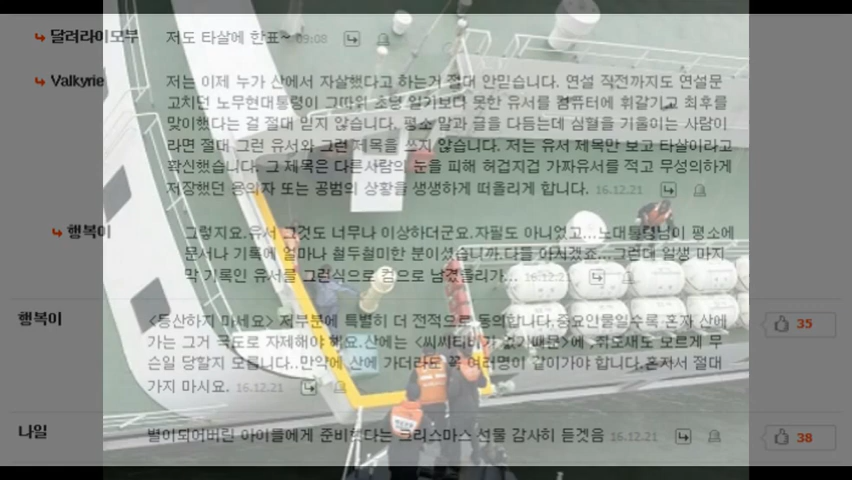 달려라이모부 저도 타살에 한표~ 09:08
Valkyrie 저는 이제 누가 산에서 자살했다고 하는거 절대 안믿습니다. 연설 직전까지도 연설문
고치던 노무현대통령이 그따위 초딩 일기보다 못한 유서를 컴퓨터에 휘갈기고 최후를
맞이했다는 걸 절대 믿지 않습니다. 평소 말과 글을 다듬는데 심혈을 기울이는 사람이
라면 절대 그런 유서와 그런 제목을 쓰지 않습니다. 저는 유서 제목만 보고 타살이라고
확신했습니다. 그 제목은 다른사람의 눈을 피해 허겁지겁 가짜유서를 적고 무성의하게
저장했던 용의자 또는 공범의 상황을 생생하게 떠올리게 합니다. 16.12.21
행복이 그렇지요.유서 그것도 너무나 이상하더군요.자필도 아니었고...노대통령님이 평소에
문서나 기록에 얼마나 철두철미한 분이셨습니까.다들 아시겠죠...그런데 일생 마지
막 기록인 유서를 그런식으로 컴으로 남겼을리가... 16.12.21
행복이 <등산하지 마세요> 저부분에 특별히 더 전적으로 동의합니다.중요인물일수록 혼자 산에
가는 그거 극도로 자제해야 해요.산에는 <씨씨티비가 없기때문>에 쥐도새도 모르게 무
슨일 당할지 모릅니다..만약에 산에 가더라도 꼭 여러명이 같이가야 합니다.혼자서 절대
가지 마시요. 16.12.21
35
나일 별이되어버린 아이들에게 준비했다는 크리스마스 선물 감사히 듣겟음 16.12.21
38